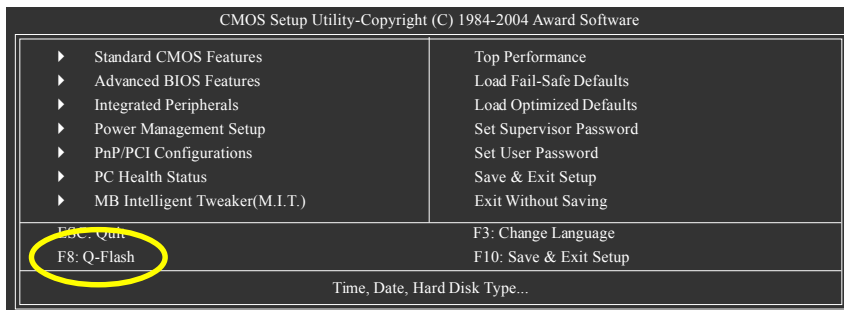 CMOS Setup Utility-Copyright (C) 1984-2004 Award Software
Standard CMOS Features
Advanced BIOS Features
Integrated Peripherals
Power Management Setup
PnP/PCI Configurations
PC Health Status
MB Intelligent Tweaker(M.I.T.)
Top Performance
Load Fail-Safe Defaults
Load Optimized Defaults
Set Supervisor Password
Set User Password
Save & Exit Setup
Exit Without Saving
ESC: Quit
F3: Change Language
F8: Q-Flash
F10: Save & Exit Setup
Time, Date, Hard Disk Type...